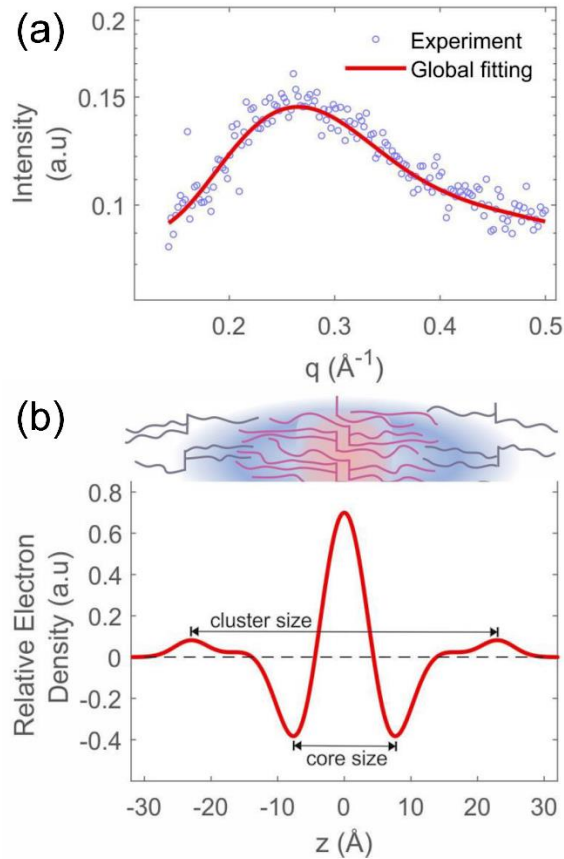 (a)
0.2
0.15
0.1
Intensity
(a.u)
Experiment
Global fitting
0.2 0.3 0.4 0.5
q (Å⁻¹)
(b)
0.8
0.6
0.4
0.2
0
-0.2
-0.4
Relative Electron
Density (a.u)
cluster size
core size
-30 -20 -10 0 10 20 30
z (Å)